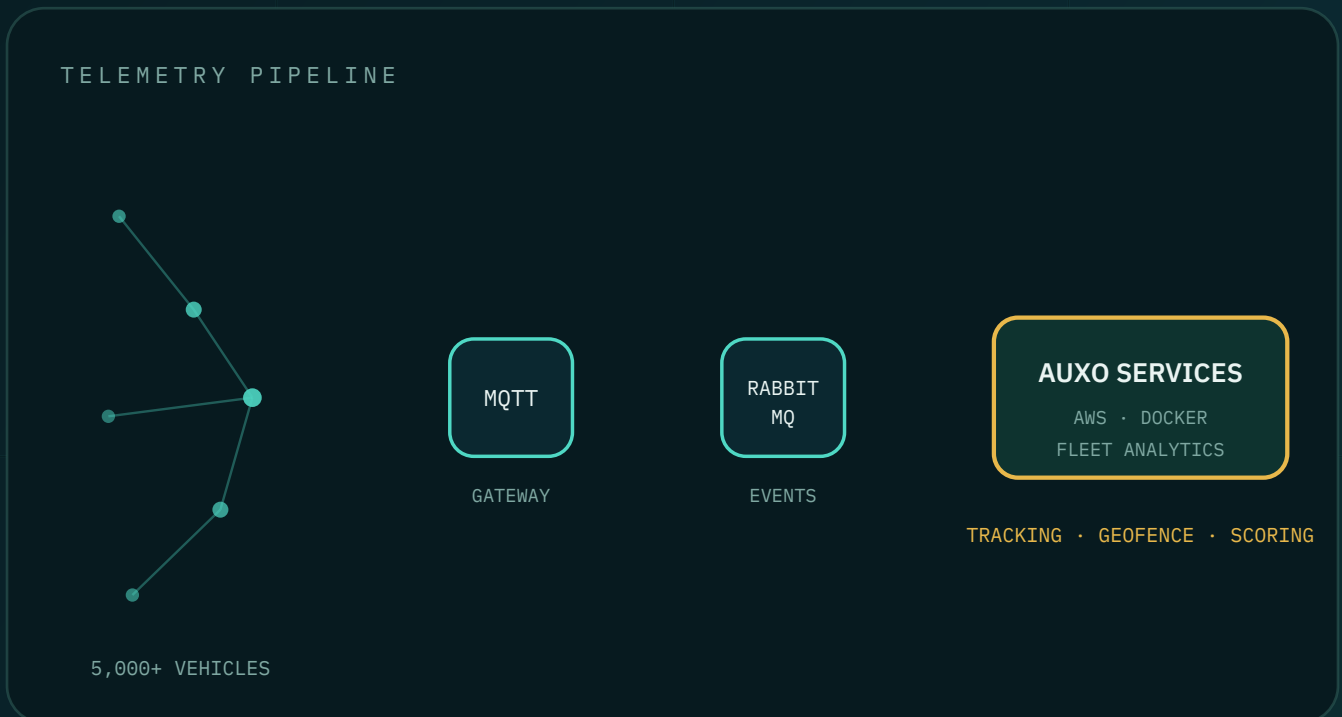 TELEMETRY PIPELINE
MQTT
GATEWAY
RABBIT
MQ
EVENTS
AUXO SERVICES
AWS · DOCKER
FLEET ANALYTICS
TRACKING · GEOFENCE · SCORING
5,000+ VEHICLES